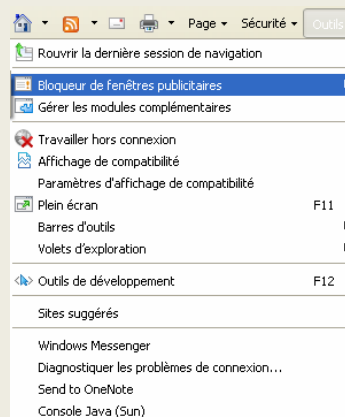 Page Sécurité Outils
Rouvrir la dernière session de navigation
Bloqueur de fenêtres publicitaires
Gérer les modules complémentaires
Travailler hors connexion
Affichage de compatibilité
Paramètres d'affichage de compatibilité
Plein écran F11
Barres d'outils
Volets d'exploration
Outils de développement F12
Sites suggérés
Windows Messenger
Diagnostiquer les problèmes de connexion...
Send to OneNote
Console Java (Sun)